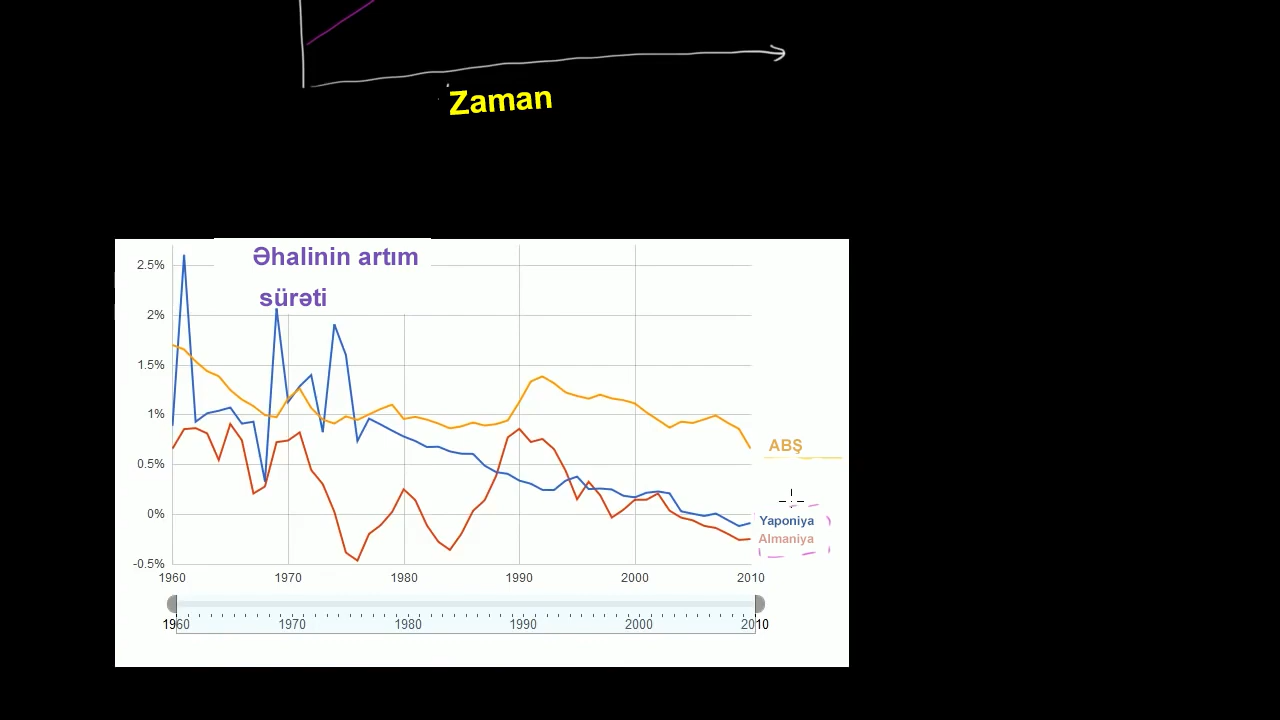 Zaman
Əhalinin artım
sürəti
2.5%
2%
1.5%
1%
0.5%
0%
-0.5%
ABŞ
Yaponiya
Almaniya
1960 1970 1980 1990 2000 2010
1960 1970 1980 1990 2000 2010